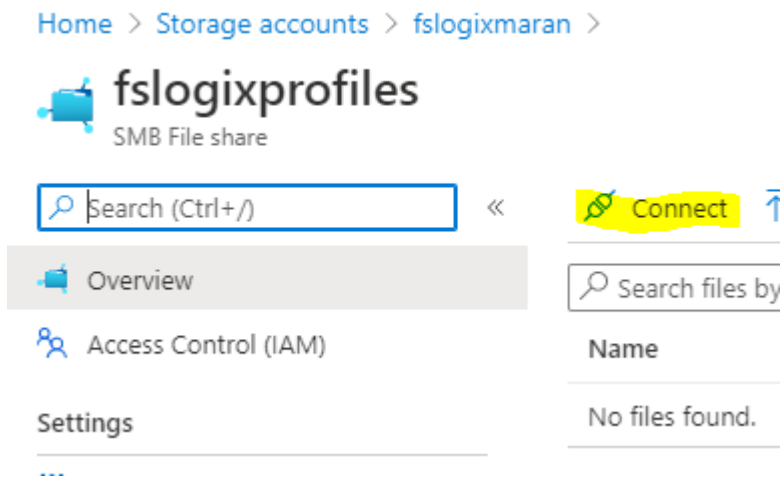 Home > Storage accounts > fslogixmaran >
fslogixprofiles
SMB File share
Search (Ctrl+/)
«
Connect
Overview
Search files by
Access Control (IAM)
Name
Settings
No files found.